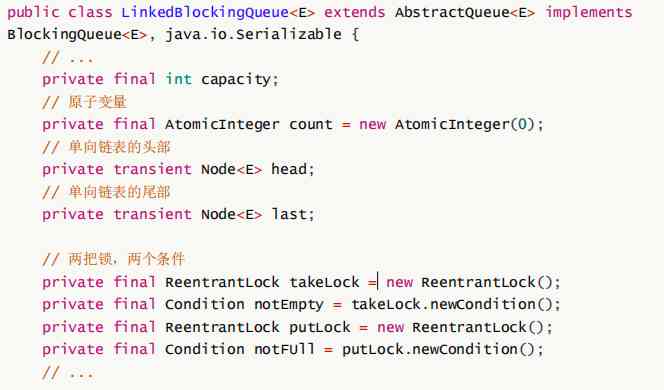 public class LinkedBlockingQueue<E> extends AbstractQueue<E> implements
BlockingQueue<E>, java.io.Serializable {
// ...
private final int capacity;
// 原子变量
private final AtomicInteger count = new AtomicInteger(0);
// 单向链表的头部
private transient Node<E> head;
// 单向链表的尾部
private transient Node<E> last;
// 两把锁，两个条件
private final ReentrantLock takeLock = new ReentrantLock();
private final Condition notEmpty = takeLock.newCondition();
private final ReentrantLock putLock = new ReentrantLock();
private final Condition notFUll = putLock.newCondition();
// ...